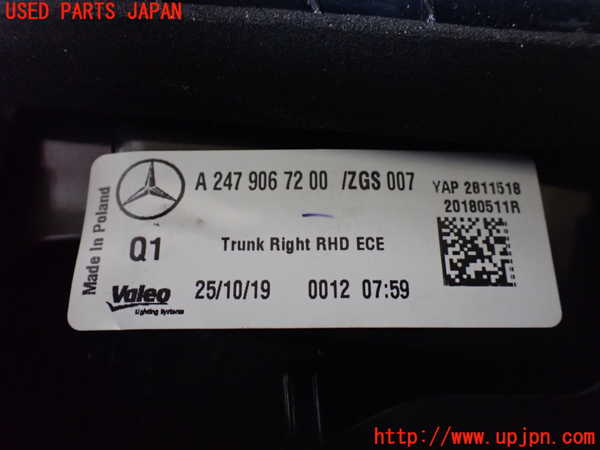 USED PARTS JAPAN
A 247 906 72 00 /ZGS 007
YAP 2811518
20180511R
Made in Poland
Q1
Trunk Right RHD ECE
Valeo
Lighting Systems
25/10/19 0012 07:59
http://www.upjpn.com/